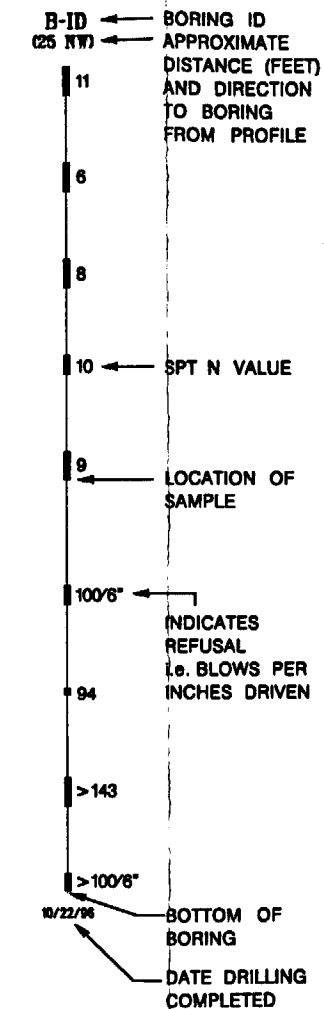 B-ID BORING ID
(25 NW) APPROXIMATE
DISTANCE (FEET)
11 AND DIRECTION
TO BORING
FROM PROFILE
6
8
10 SPT N VALUE
9
LOCATION OF
SAMPLE
100/6"
INDICATES
REFUSAL
i.e. BLOWS PER
94 INCHES DRIVEN
>143
>100/6"
10/22/96 BOTTOM OF
BORING
DATE DRILLING
COMPLETED